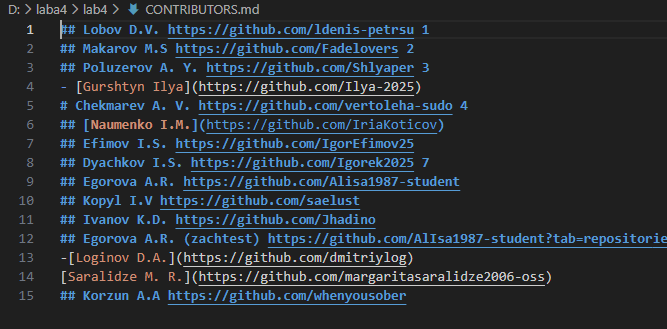 D: > laba4 > lab4 > CONTRIBUTORS.md
1 ## Lobov D.V. https://github.com/ldenis-petrsu 1
2 ## Makarov M.S https://github.com/Fadelovers 2
3 ## Poluzerov A. Y. https://github.com/Shlyaper 3
4 - [Gurshtyn Ilya](https://github.com/Ilya-2025)
5 # Chekmarev A. V. https://github.com/vertoleha-sudo 4
6 ## [Naumenko I.M.](https://github.com/IriaKoticov)
7 ## Efimov I.S. https://github.com/IgorEfimov25
8 ## Dyachkov I.S. https://github.com/Igorek2025 7
9 ## Egorova A.R. https://github.com/Alisa1987-student
10 ## Kopyl I.V https://github.com/saelust
11 ## Ivanov K.D. https://github.com/Jhadino
12 ## Egorova A.R. (zachtest) https://github.com/AlIsa1987-student?tab=repositorie
13 -[Loginov D.A.](https://github.com/dmitriylog)
14 [Saralidze M. R.](https://github.com/margaritasaralidze2006-oss)
15 ## Korzun A.A https://github.com/whenyousober